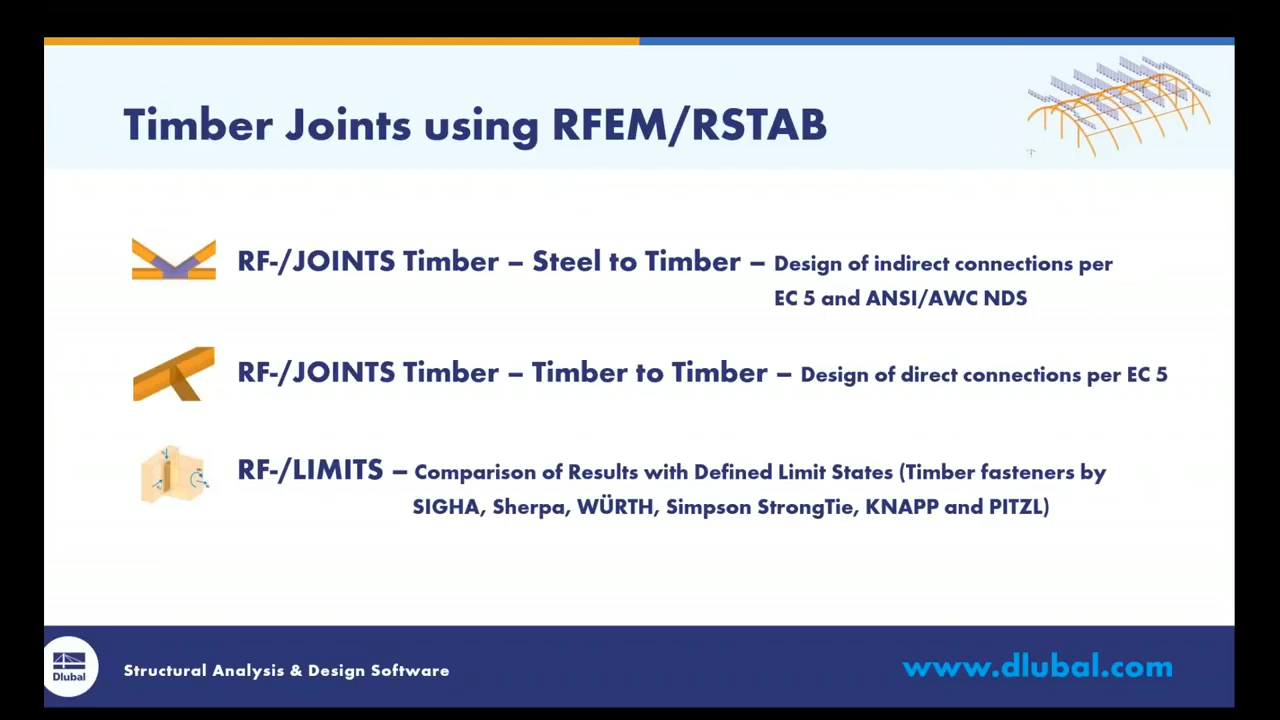 Timber Joints using RFEM/RSTAB
RF-/JOINTS Timber – Steel to Timber – Design of indirect connections per
EC 5 and ANSI/AWC NDS
RF-/JOINTS Timber – Timber to Timber – Design of direct connections per EC 5
RF-/LIMITS – Comparison of Results with Defined Limit States (Timber fasteners by
SIGHA, Sherpa, WÜRTH, Simpson StrongTie, KNAPP and PITZL)
Dlubal
Structural Analysis & Design Software
www.dlubal.com